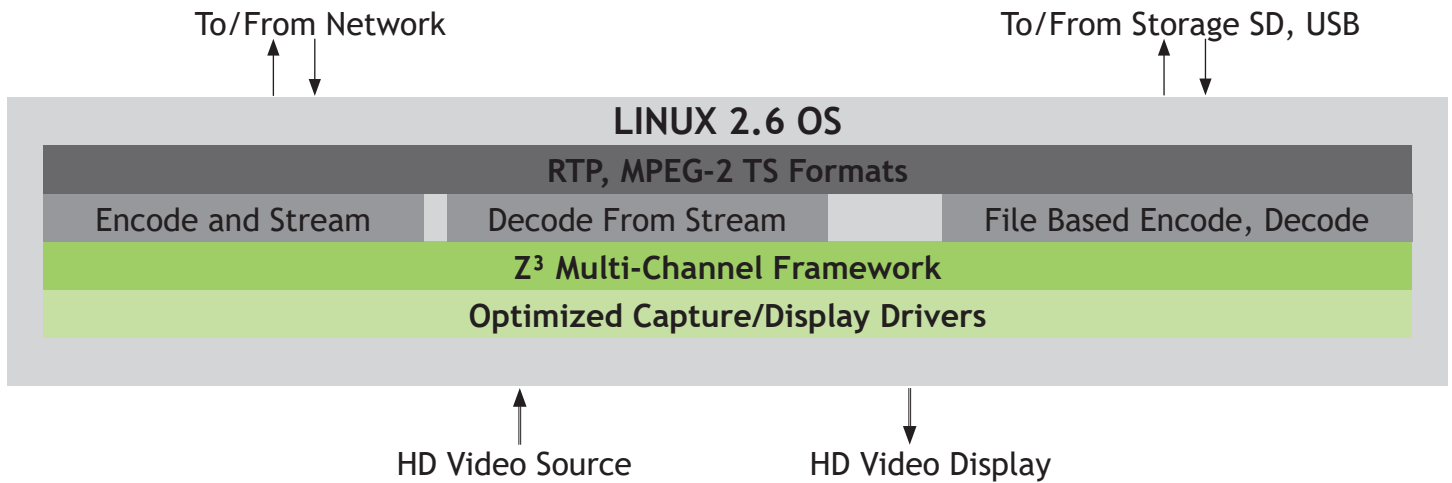 To/From Network
To/From Storage SD, USB
LINUX 2.6 OS
RTP, MPEG-2 TS Formats
Encode and Stream
Decode From Stream
File Based Encode, Decode
Z³ Multi-Channel Framework
Optimized Capture/Display Drivers
HD Video Source
HD Video Display